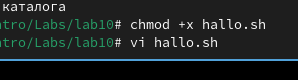 каталога
ntro/Labs/lab10# chmod +x hallo.sh
ntro/Labs/lab10# vi hallo.sh